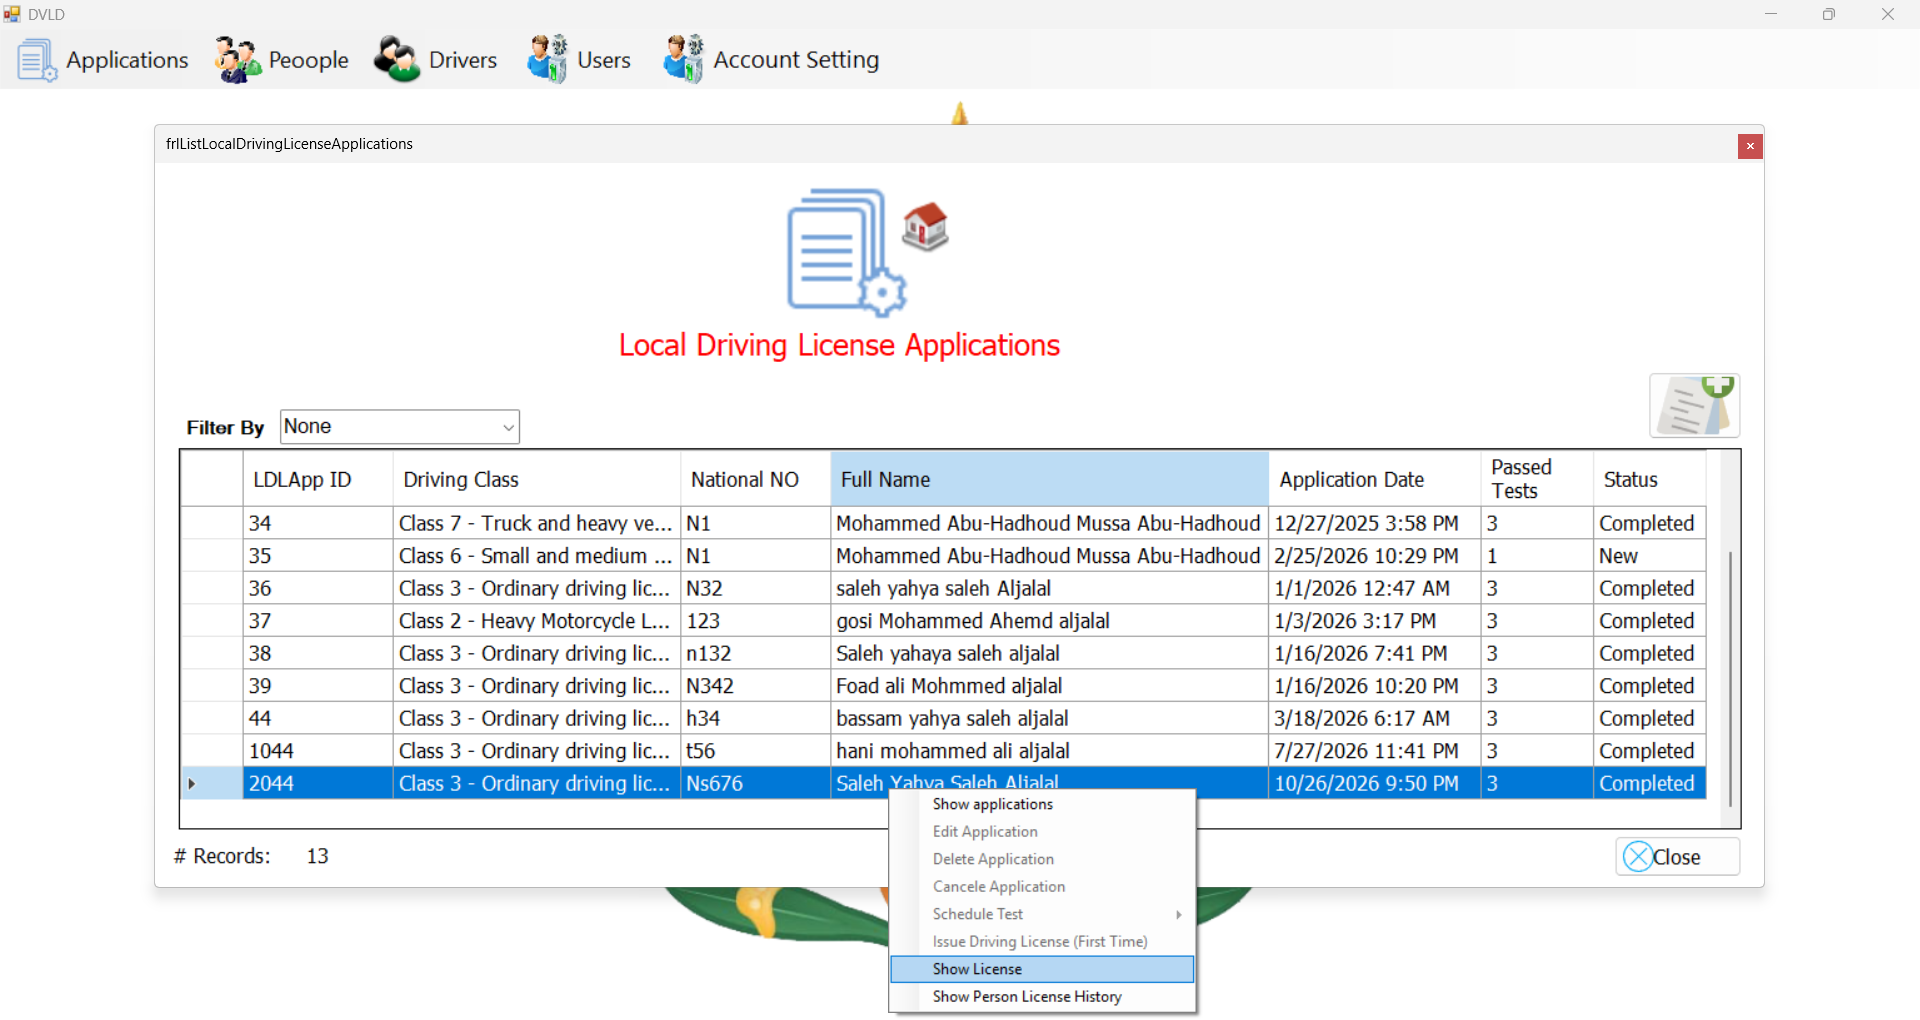 DVLD
Applications Peoople Drivers Users Account Setting
frlListLocalDrivingLicenseApplications
Local Driving License Applications
Filter By None
LDLApp ID Driving Class National NO Full Name Application Date Passed Tests Status
34 Class 7 - Truck and heavy ve... N1 Mohammed Abu-Hadhoud Mussa Abu-Hadhoud 12/27/2025 3:58 PM 3 Completed
35 Class 6 - Small and medium ... N1 Mohammed Abu-Hadhoud Mussa Abu-Hadhoud 2/25/2026 10:29 PM 1 New
36 Class 3 - Ordinary driving lic... N32 saleh yahya saleh Aljalal 1/1/2026 12:47 AM 3 Completed
37 Class 2 - Heavy Motorcycle L... 123 gosi Mohammed Ahemd aljalal 1/3/2026 3:17 PM 3 Completed
38 Class 3 - Ordinary driving lic... n132 Saleh yahaya saleh aljalal 1/16/2026 7:41 PM 3 Completed
39 Class 3 - Ordinary driving lic... N342 Foad ali Mohmmed aljalal 1/16/2026 10:20 PM 3 Completed
44 Class 3 - Ordinary driving lic... h34 bassam yahya saleh aljalal 3/18/2026 6:17 AM 3 Completed
1044 Class 3 - Ordinary driving lic... t56 hani mohammed ali aljalal 7/27/2026 11:41 PM 3 Completed
2044 Class 3 - Ordinary driving lic... Ns676 Saleh Yahya Saleh Aljalal 10/26/2026 9:50 PM 3 Completed
Show applications
Edit Application
Delete Application
Cancele Application
Schedule Test
Issue Driving License (First Time)
Show License
Show Person License History
# Records: 13
Close